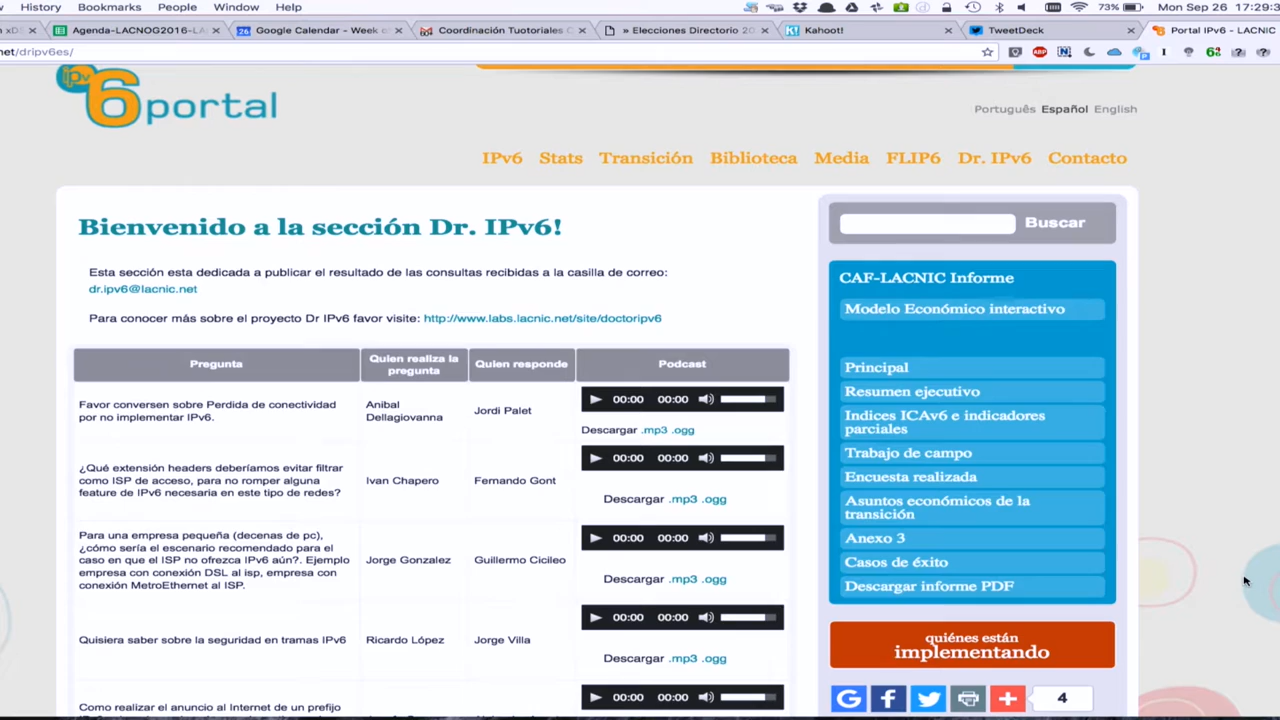 History Bookmarks People Window Help 73% Mon Sep 26 17:29:3
Agenda-LACNOG2016-LA Google Calendar - Week o Coordinación Tuotoriales C » Elecciones Directorio 20 Kahoot! TweetDeck Portal IPv6 - LACNIC
net/dripv6es/
ipv6portal
Português Español English
IPv6 Stats Transición Biblioteca Media FLIP6 Dr. IPv6 Contacto
Bienvenido a la sección Dr. IPv6!
Esta sección esta dedicada a publicar el resultado de las consultas recibidas a la casilla de correo:
dr.ipv6@lacnic.net
Para conocer más sobre el proyecto Dr IPv6 favor visite: http://www.labs.lacnic.net/site/doctoripv6
Pregunta
Quien realiza la
pregunta
Quien responde
Podcast
Favor conversen sobre Perdida de conectividad
por no implementar IPv6.
Anibal
Dellagiovanna
Jordi Palet
00:00 00:00
Descargar .mp3 .ogg
¿Qué extensión headers deberíamos evitar filtrar
como ISP de acceso, para no romper alguna
feature de IPv6 necesaria en este tipo de redes?
Ivan Chapero
Fernando Gont
00:00 00:00
Descargar .mp3 .ogg
Para una empresa pequeña (decenas de pc),
¿cómo sería el escenario recomendado para el
caso en que el ISP no ofrezca IPv6 aún?. Ejemplo
empresa con conexión DSL al isp, empresa con
conexión MetroEthernet al ISP.
Jorge Gonzalez
Guillermo Cicileo
00:00 00:00
Descargar .mp3 .ogg
Quisiera saber sobre la seguridad en tramas IPv6
Ricardo López
Jorge Villa
00:00 00:00
Descargar .mp3 .ogg
Como realizar el anuncio al Internet de un prefijo
00:00 00:00
Buscar
CAF-LACNIC Informe
Modelo Económico interactivo
Principal
Resumen ejecutivo
Indices ICAv6 e indicadores
parciales
Trabajo de campo
Encuesta realizada
Asuntos económicos de la
transición
Anexo 3
Casos de éxito
Descargar informe PDF
quiénes están
implementando
4